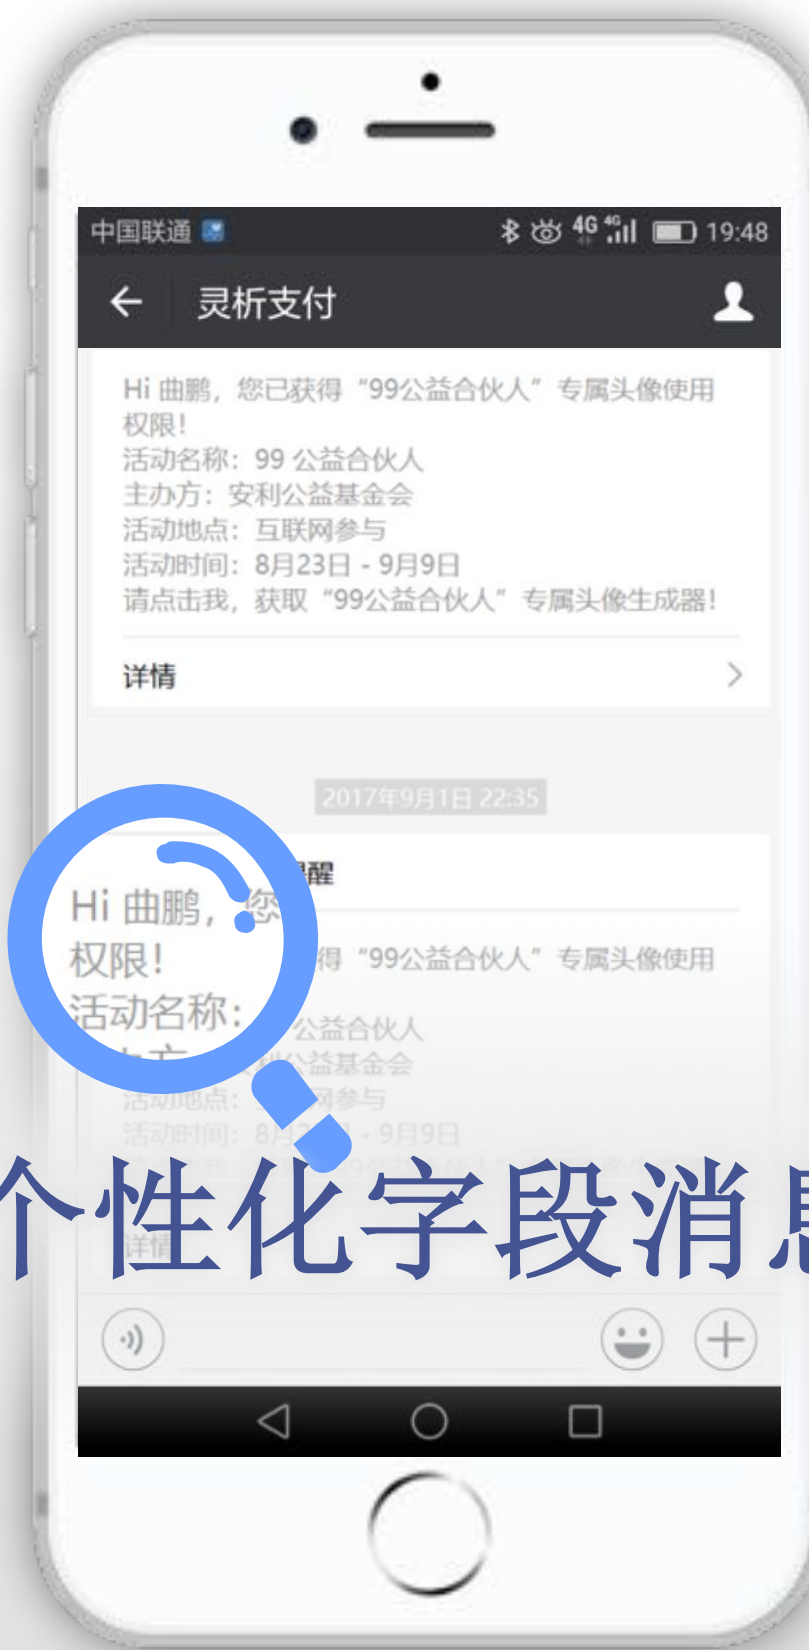 中国联通 4G 4G 19:48
灵析支付
Hi 曲鹏，您已获得“99公益合伙人”专属头像使用
权限！
活动名称：99 公益合伙人
主办方：安利公益基金会
活动地点：互联网参与
活动时间：8月23日 - 9月9日
请点击我，获取“99公益合伙人”专属头像生成器！
详情
2017年9月1日 22:35
醒
Hi 曲鹏，您
权限！
得“99公益合伙人”专属头像使用
活动名称：
公益合伙人
公益基金会
活动地点： 网参与
活动时间：8月2 - 9月9日
个性化字段消息
详情